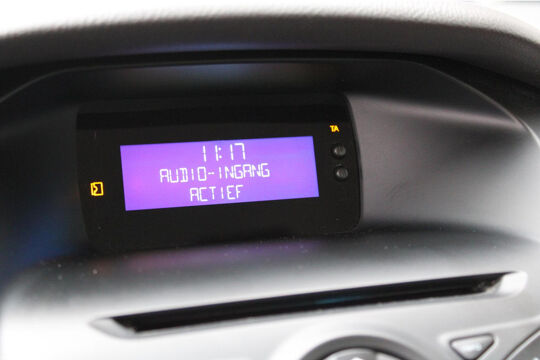 TA
11:17
AUDIO-INGANG
ACTIEF